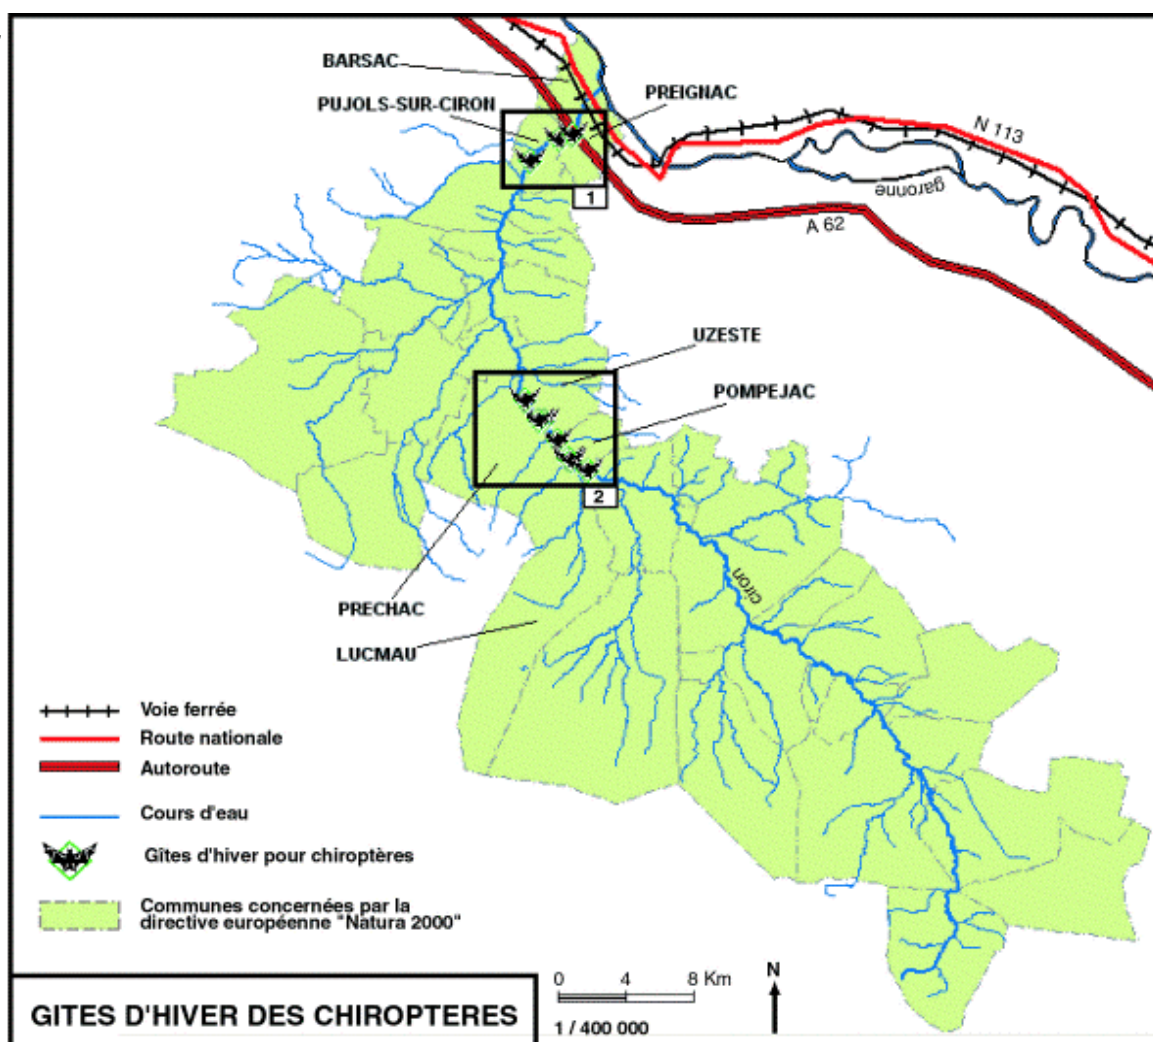 BARSAC
PUJOLS-SUR-CIRON
PREIGNAC
N 113
garonne
1
A 62
UZESTE
POMPEJAC
2
ciron
PRECHAC
LUCMAU
Voie ferrée
Route nationale
Autoroute
Cours d'eau
Gîtes d'hiver pour chiroptères
Communes concernées par la
directive européenne "Natura 2000"
GITES D'HIVER DES CHIROPTERES
0 4 8 Km
1 / 400 000
N